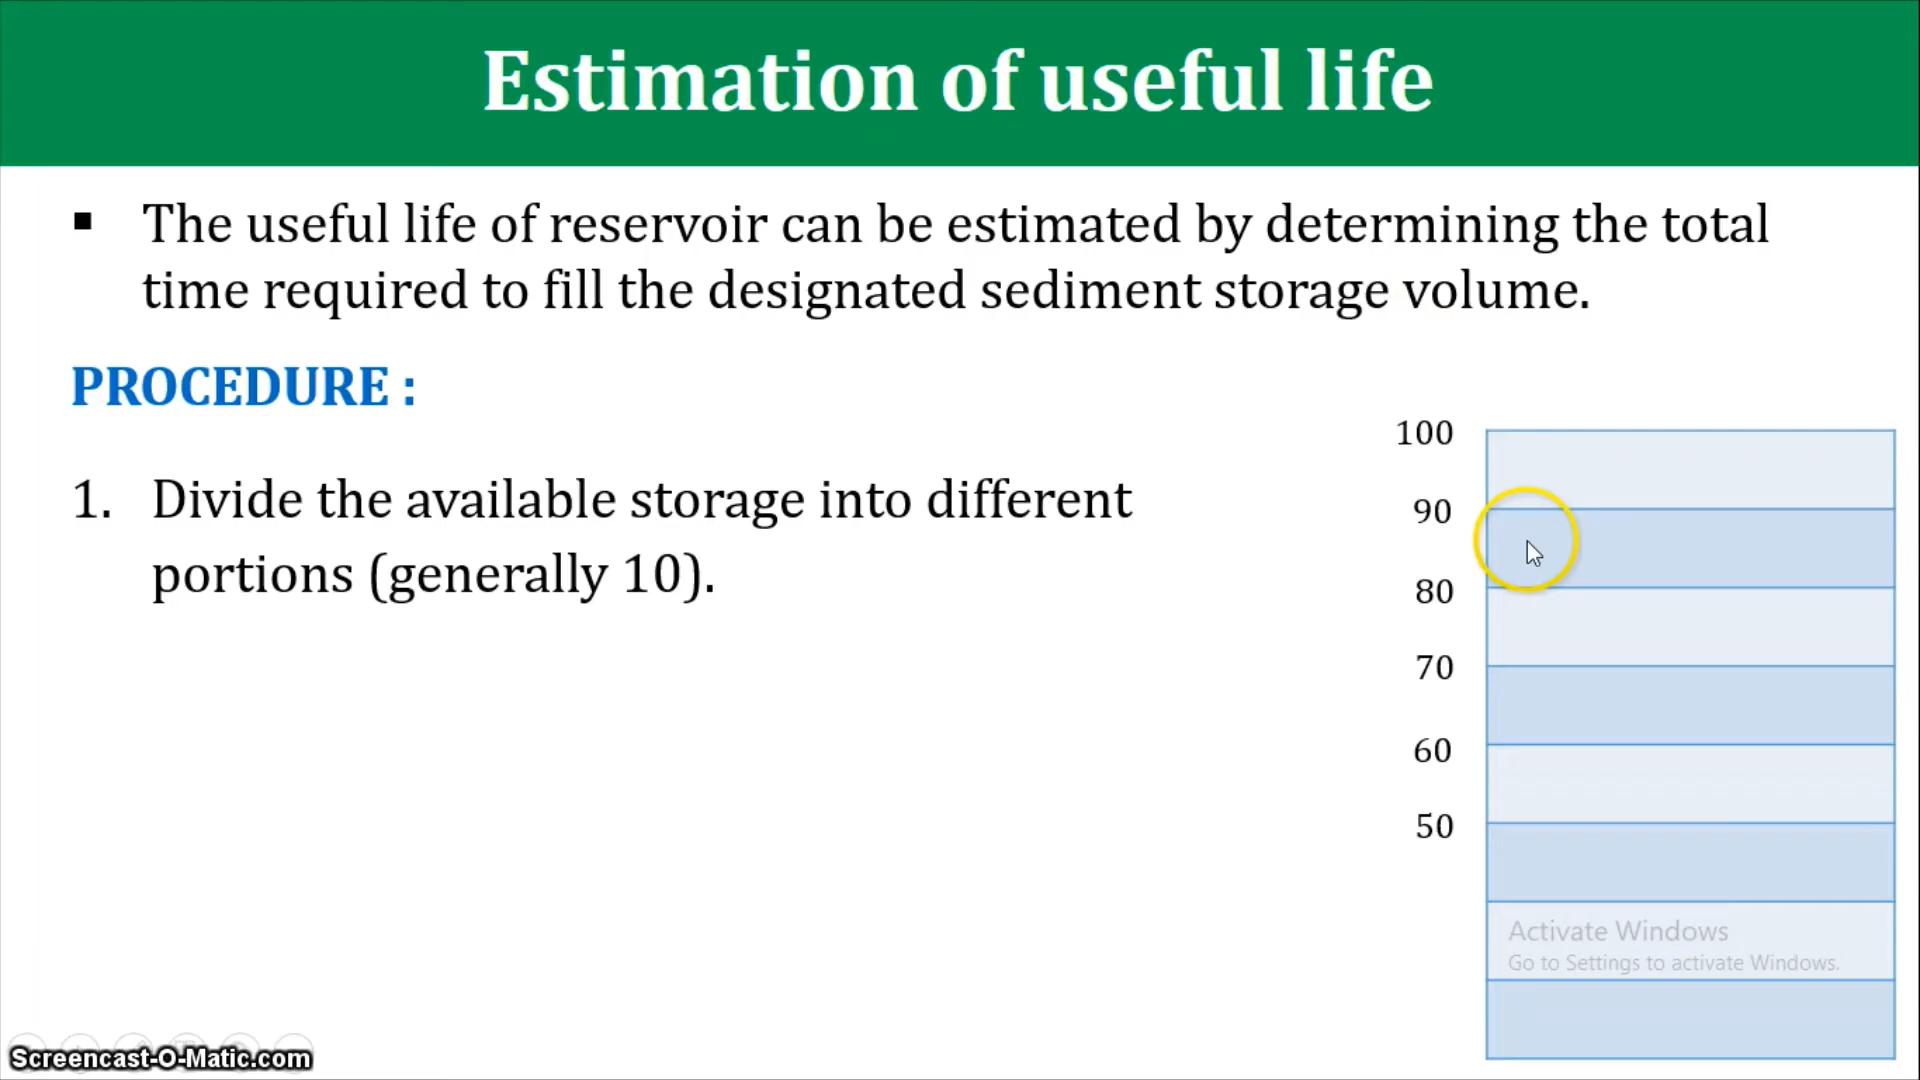 Estimation of useful life
▪ The useful life of reservoir can be estimated by determining the total
time required to fill the designated sediment storage volume.
PROCEDURE :
1. Divide the available storage into different
portions (generally 10).
100
90
80
70
60
50
Activate Windows
Go to Settings to activate Windows.
Screencast-O-Matic.com